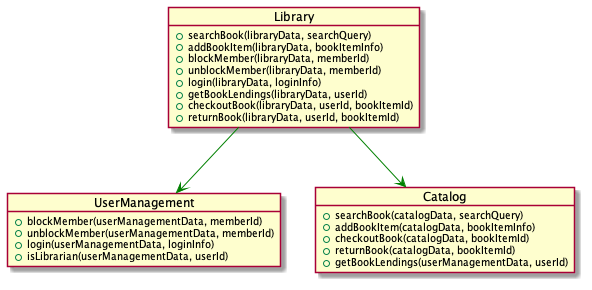 Library
searchBook(libraryData, searchQuery)
addBookItem(libraryData, bookItemInfo)
blockMember(libraryData, memberId)
unblockMember(libraryData, memberId)
login(libraryData, loginInfo)
getBookLendings(libraryData, userId)
checkoutBook(libraryData, userId, bookItemId)
returnBook(libraryData, userId, bookItemId)
UserManagement
blockMember(userManagementData, memberId)
unblockMember(userManagementData, memberId)
login(userManagementData, loginInfo)
isLibrarian(userManagementData, userId)
Catalog
searchBook(catalogData, searchQuery)
addBookItem(catalogData, bookItemInfo)
checkoutBook(catalogData, bookItemId)
returnBook(catalogData, bookItemId)
getBookLendings(userManagementData, userId)